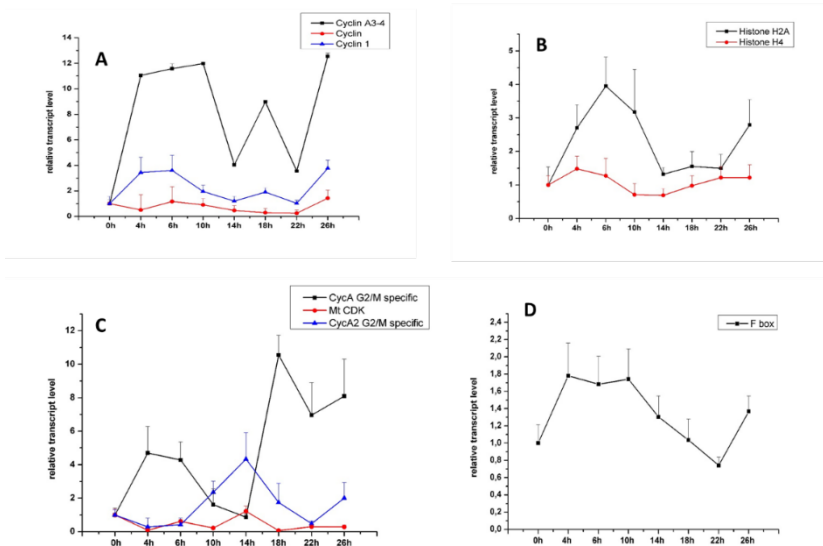 A
Cyclin A3-4
Cyclin
Cyclin 1
relative transcript level
14
12
10
8
6
4
2
0
0h 4h 6h 10h 14h 18h 22h 26h
B
Histone H2A
Histone H4
relative transcript level
5
4
3
2
1
0
0h 4h 6h 10h 14h 18h 22h 26h
C
CycA G2/M specific
Mt CDK
CycA2 G2/M specific
relative transcript level
12
10
8
6
4
2
0
0h 4h 6h 10h 14h 18h 22h 26h
D
F box
relative transcript level
2,4
2,2
2,0
1,8
1,6
1,4
1,2
1,0
0,8
0,6
0,4
0,2
0,0
0h 4h 6h 10h 14h 18h 22h 26h